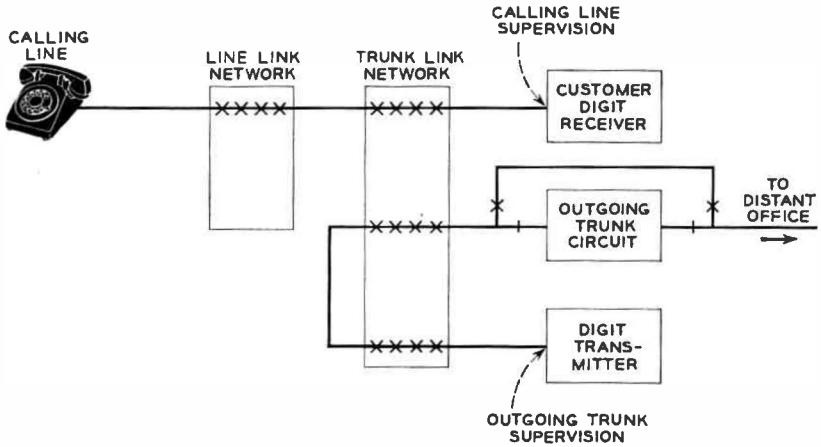 CALLING
LINE
LINE LINK
NETWORK
TRUNK LINK
NETWORK
CALLING LINE
SUPERVISION
CUSTOMER
DIGIT
RECEIVER
OUTGOING
TRUNK
CIRCUIT
TO
DISTANT
OFFICE
DIGIT
TRANS-
MITTER
OUTGOING TRUNK
SUPERVISION